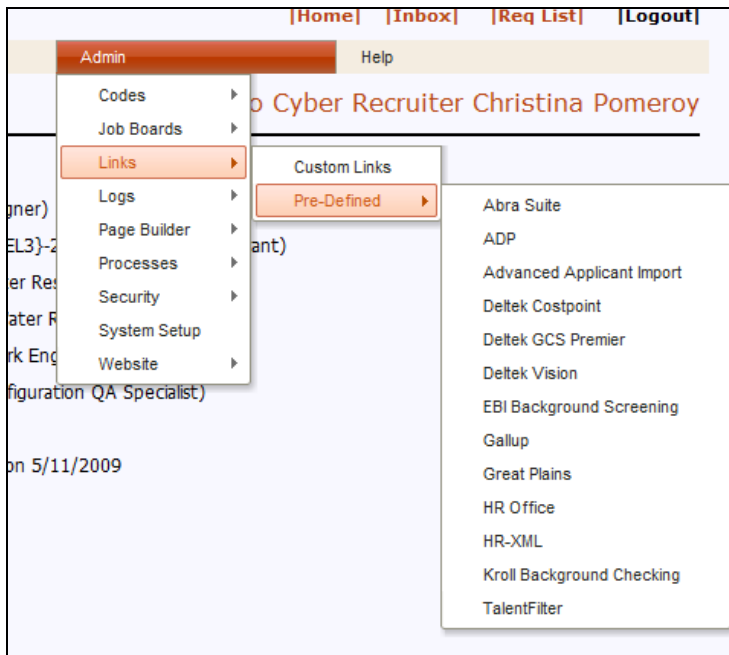 |Home| |Inbox| |Req List| |Logout|
Admin Help
o Cyber Recruiter Christina Pomeroy
Codes
Job Boards
Links
Logs
Page Builder
Processes
Security
System Setup
Website
Custom Links
Pre-Defined
Abra Suite
ADP
Advanced Applicant Import
Deltek Costpoint
Deltek GCS Premier
Deltek Vision
EBI Background Screening
Gallup
Great Plains
HR Office
HR-XML
Kroll Background Checking
TalentFilter
gner)
EL3}-2 ant)
er Res
ater R
rk Eng
figuration QA Specialist)
on 5/11/2009